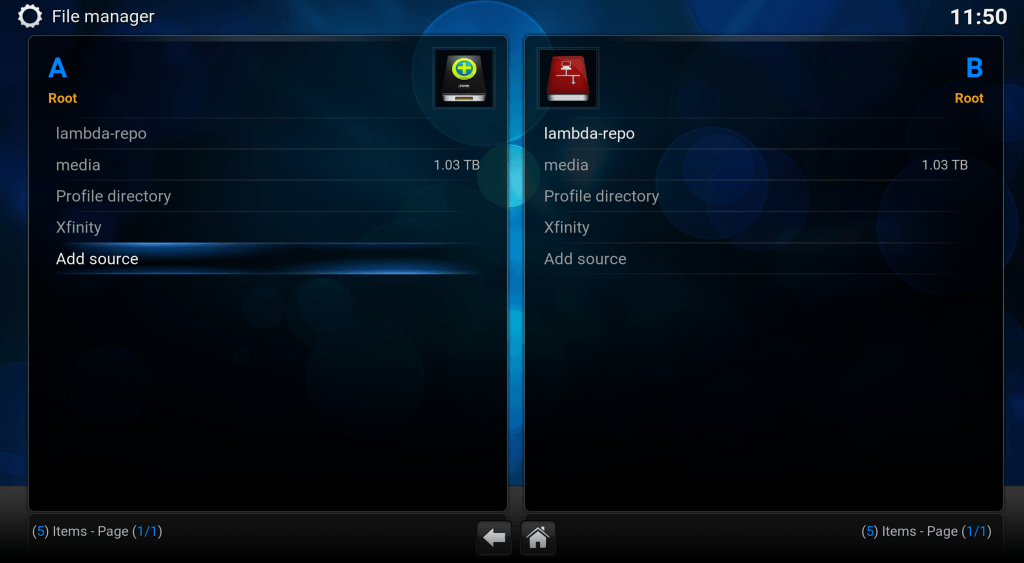 File manager
11:50
A
Root
lambda-repo
media 1.03 TB
Profile directory
Xfinity
Add source
(5) Items - Page (1/1)
B
Root
lambda-repo
media 1.03 TB
Profile directory
Xfinity
Add source
(5) Items - Page (1/1)